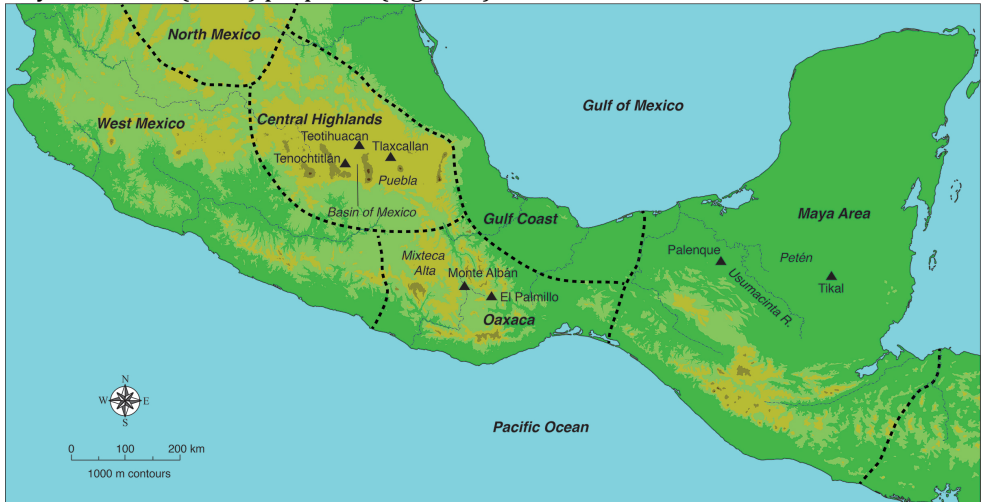 North Mexico
Gulf of Mexico
West Mexico
Central Highlands
Teotihuacan
Tlaxcallan
Tenochtitlán
Puebla
Basin of Mexico
Gulf Coast
Maya Area
Mixteca
Alta
Monte Albán
El Palmillo
Oaxaca
Palenque
Petén
Usumacinta R.
Tikal
N
W
E
S
0 100 200 km
1000 m contours
Pacific Ocean